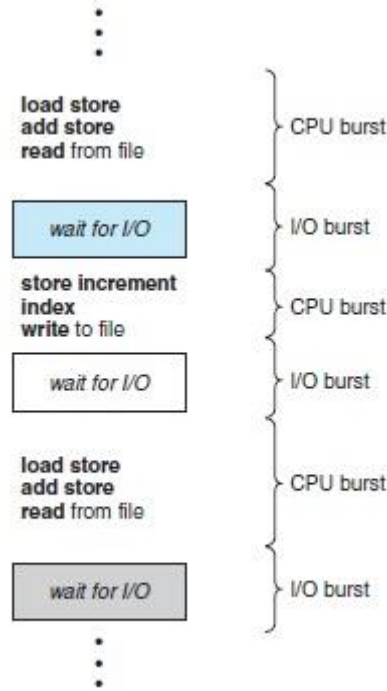 load store
add store
read from file
CPU burst
wait for I/O
I/O burst
store increment
index
write to file
CPU burst
wait for I/O
I/O burst
load store
add store
read from file
CPU burst
wait for I/O
I/O burst